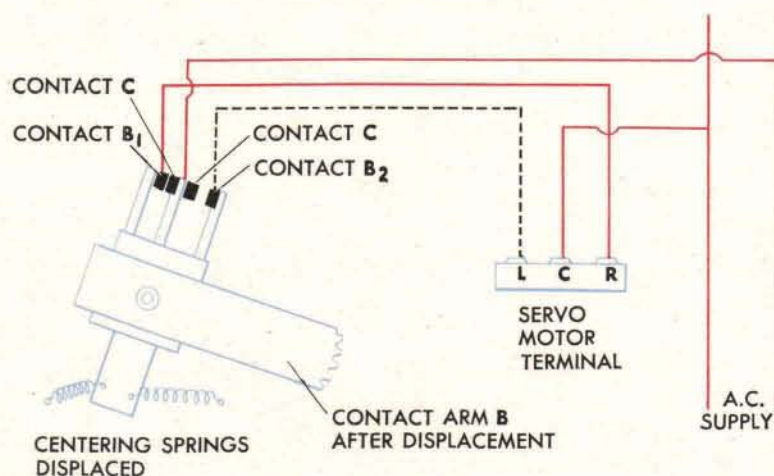 CONTACT C
CONTACT B1
CONTACT C
CONTACT B2
L C R
SERVO
MOTOR
TERMINAL
A.C.
SUPPLY
CONTACT ARM B
AFTER DISPLACEMENT
CENTERING SPRINGS
DISPLACED